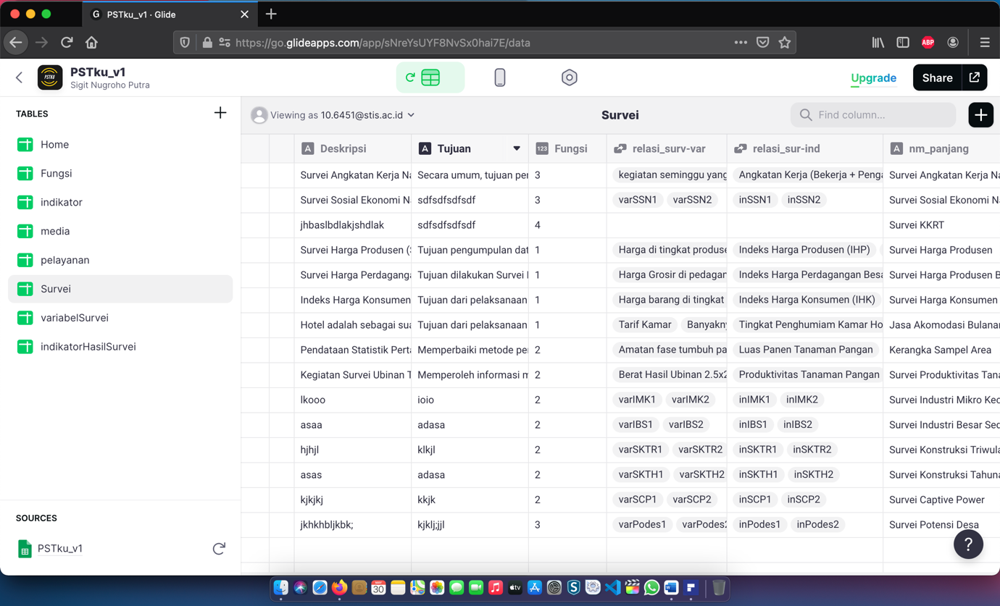 PSTku_v1 · Glide
https://go.glideapps.com/app/sNreYsUYF8NvSx0hai7E/data
ABP
PSTKU
PSTku_v1
Sigit Nugroho Putra
Upgrade
Share
TABLES
Home
Fungsi
indikator
media
pelayanan
Survei
variabelSurvei
indikatorHasilSurvei
SOURCES
PSTku_v1
Viewing as 10.6451@stis.ac.id
Survei
Find column...
A Deskripsi A Tujuan 123 Fungsi relasi_surv-var relasi_sur-ind A nm_panjang
Survei Angkatan Kerja Na Secara umum, tujuan per 3 kegiatan seminggu yang Angkatan Kerja (Bekerja + Penga Survei Angkatan Kerja Na
Survei Sosial Ekonomi Na sdfsdfsdfsdf 3 varSSN1 varSSN2 inSSN1 inSSN2 Survei Sosial Ekonomi N
jhbaslbdlakjshdlak sdfsdfsdfsdf 4 Survei KKRT
Survei Harga Produsen ( Tujuan pengumpulan dat 1 Harga di tingkat produse Indeks Harga Produsen (IHP) Survei Harga Produsen
Survei Harga Perdaganga Tujuan dilakukan Survei 1 Harga Grosir di pedagan Indeks Harga Perdagangan Besa Survei Harga Produsen B
Indeks Harga Konsumen Tujuan dari pelaksanaan 1 Harga barang di tingkat Indeks Harga Konsumen (IHK) Survei Harga Konsumen
Hotel adalah sebagai sua Tujuan dari pelaksanaan 1 Tarif Kamar Banyakny Tingkat Penghumiam Kamar Ho Jasa Akomodasi Bulanan
Pendataan Statistik Perta Memperbaiki metode pe 2 Amatan fase tumbuh pa Luas Panen Tanaman Pangan Kerangka Sampel Area
Kegiatan Survei Ubinan T Memperoleh informasi m 2 Berat Hasil Ubinan 2.5x2 Produktivitas Tanaman Pangan Survei Produktivitas Tana
lkooo ioio 2 varIMK1 varIMK2 inIMK1 inIMK2 Survei Industri Mikro Kec
asaa adasa 2 varIBS1 varIBS2 inIBS1 inIBS2 Survei Industri Besar Sed
hjhjl klkjl 2 varSKTR1 varSKTR2 inSKTR1 inSKTR2 Survei Konstruksi Triwula
asas adasa 2 varSKTH1 varSKTH2 inSKTH1 inSKTH2 Survei Konstruksi Tahuna
kjkjkj kkjk 2 varSCP1 varSCP2 inSCP1 inSCP2 Survei Captive Power
jkhkhbljkbk; kjklj;jjl 3 varPodes1 varPodes2 inPodes1 inPodes2 Survei Potensi Desa
?
30
tv